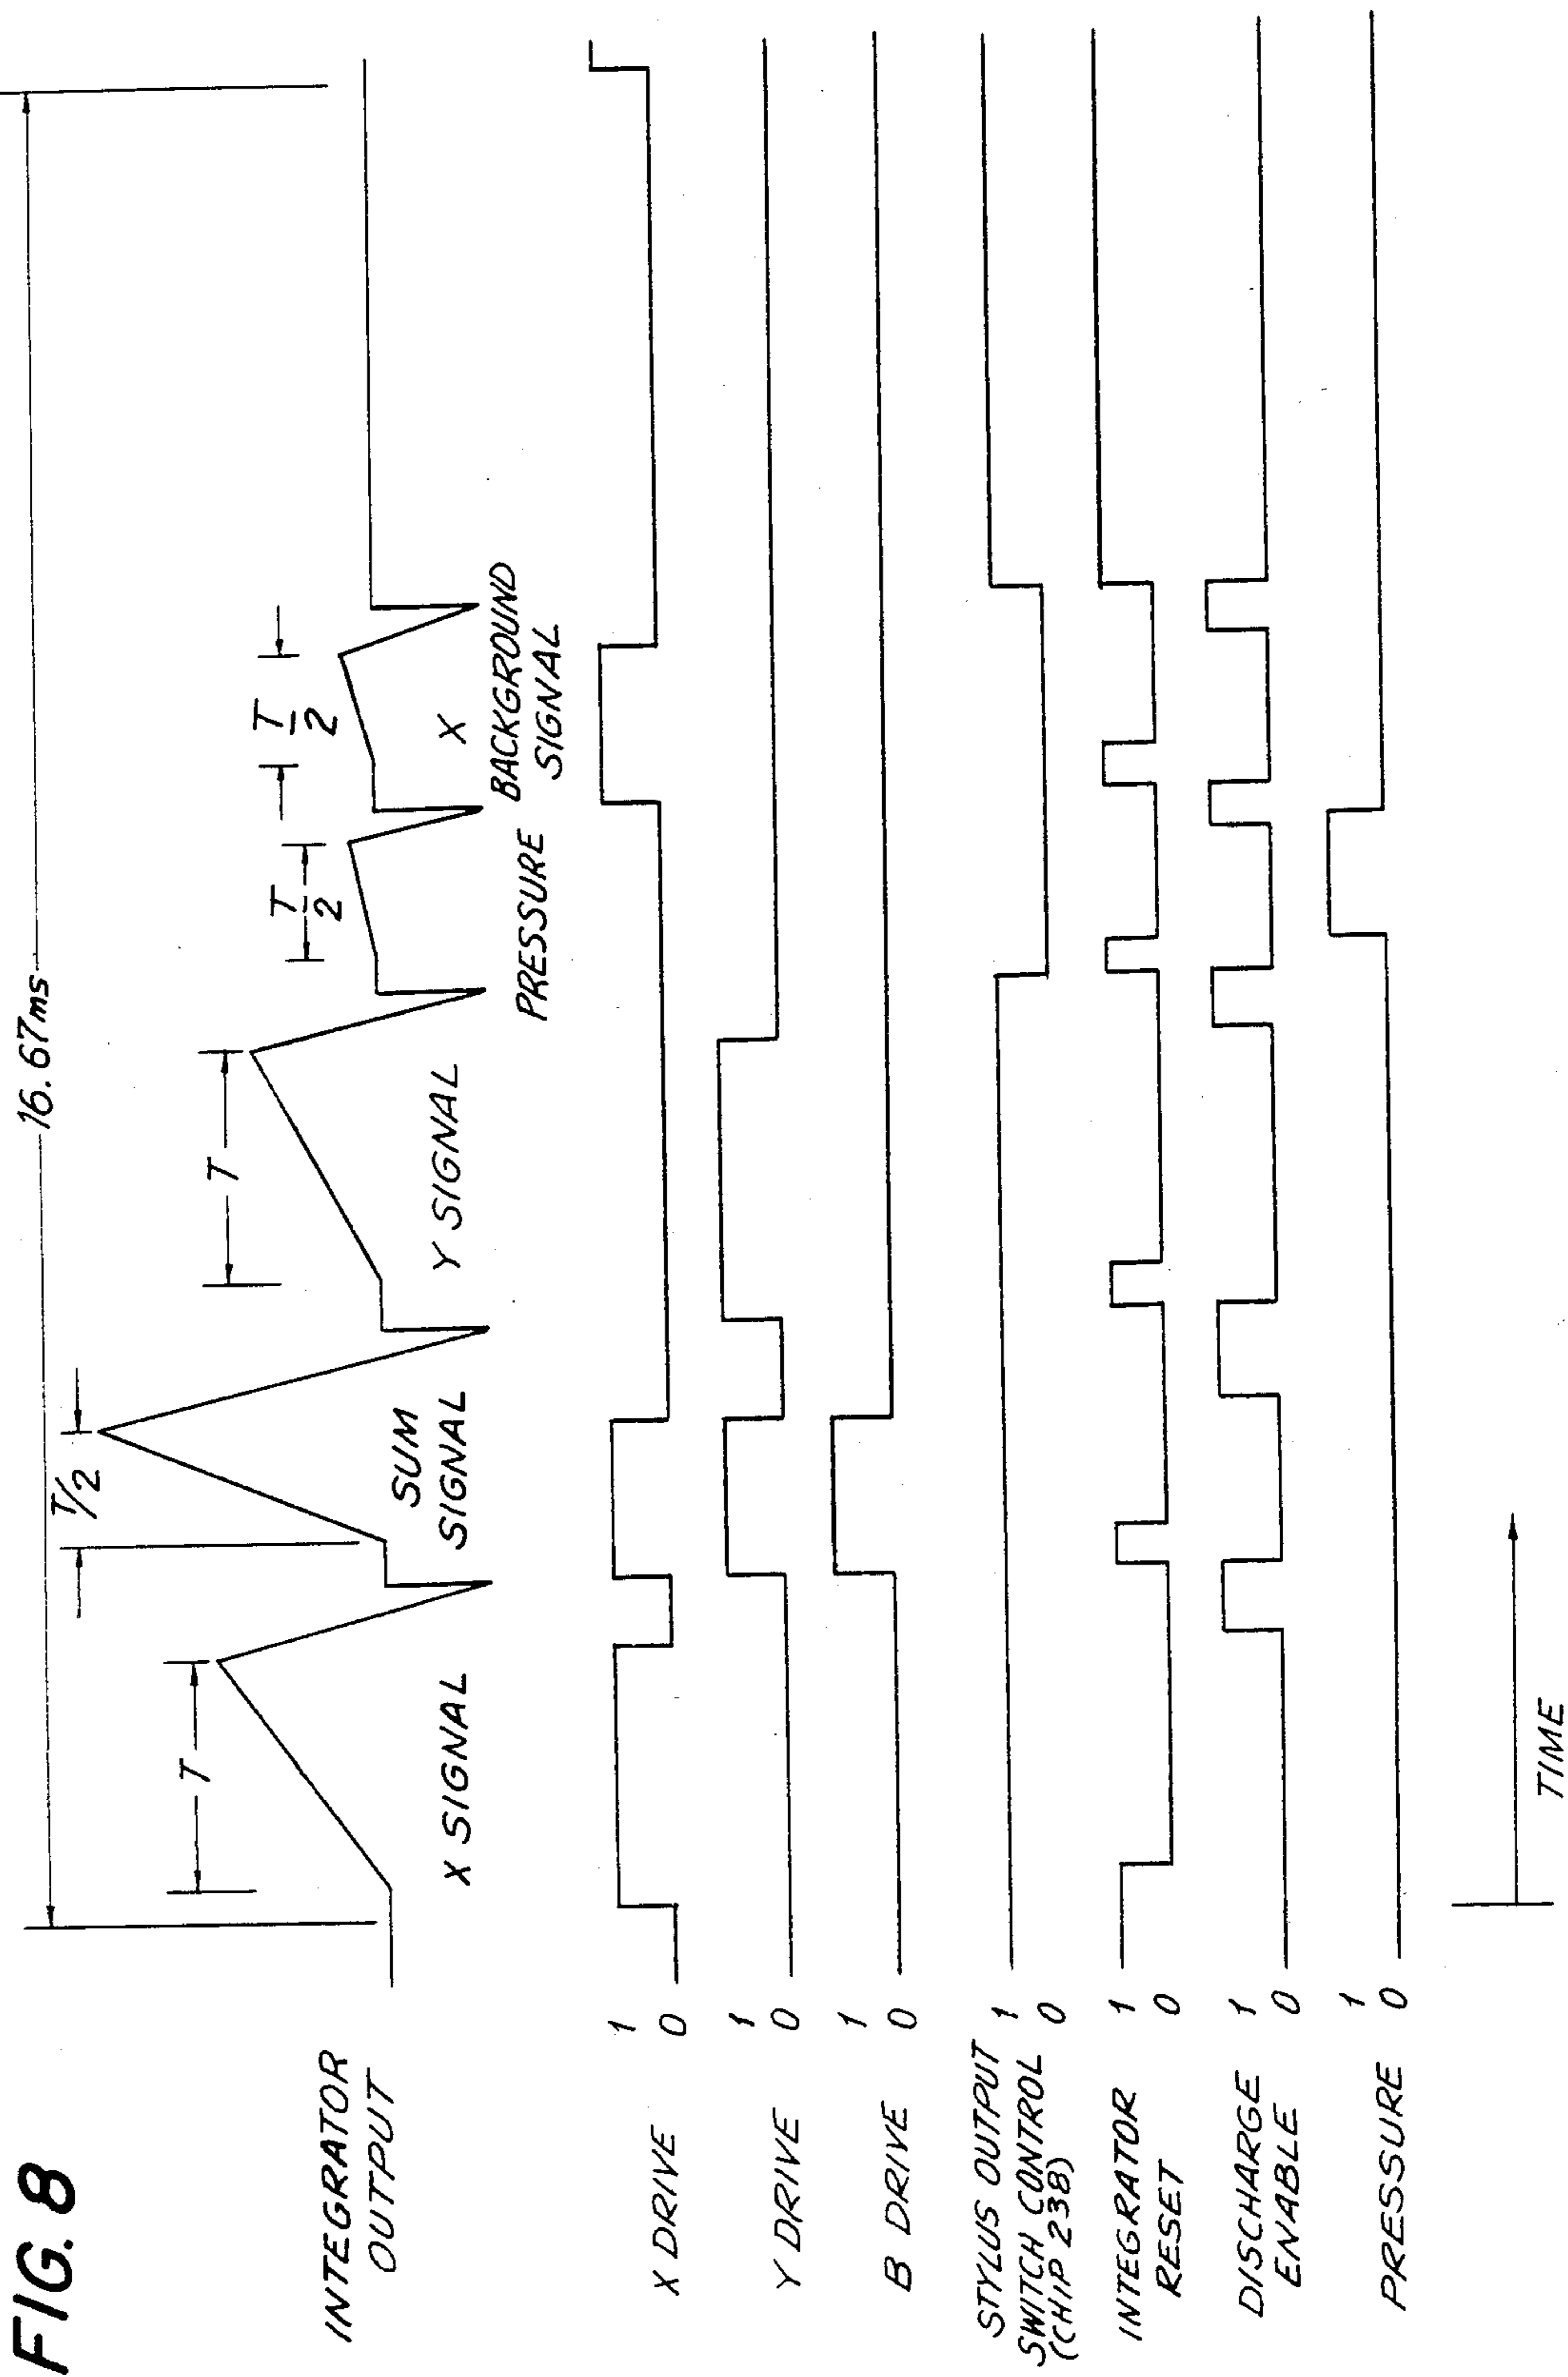 FIG. 8
16.67ms
INTEGRATOR
OUTPUT
T
T/2
T
T
2
T
2
X SIGNAL
SUM
SIGNAL
Y SIGNAL
PRESSURE
X
BACKGROUND
SIGNAL
X DRIVE
1
0
Y DRIVE
1
0
B DRIVE
1
0
STYLUS OUTPUT
SWITCH CONTROL
(CHIP 238)
1
0
INTEGRATOR
RESET
1
0
DISCHARGE
ENABLE
1
0
PRESSURE
1
0
TIME